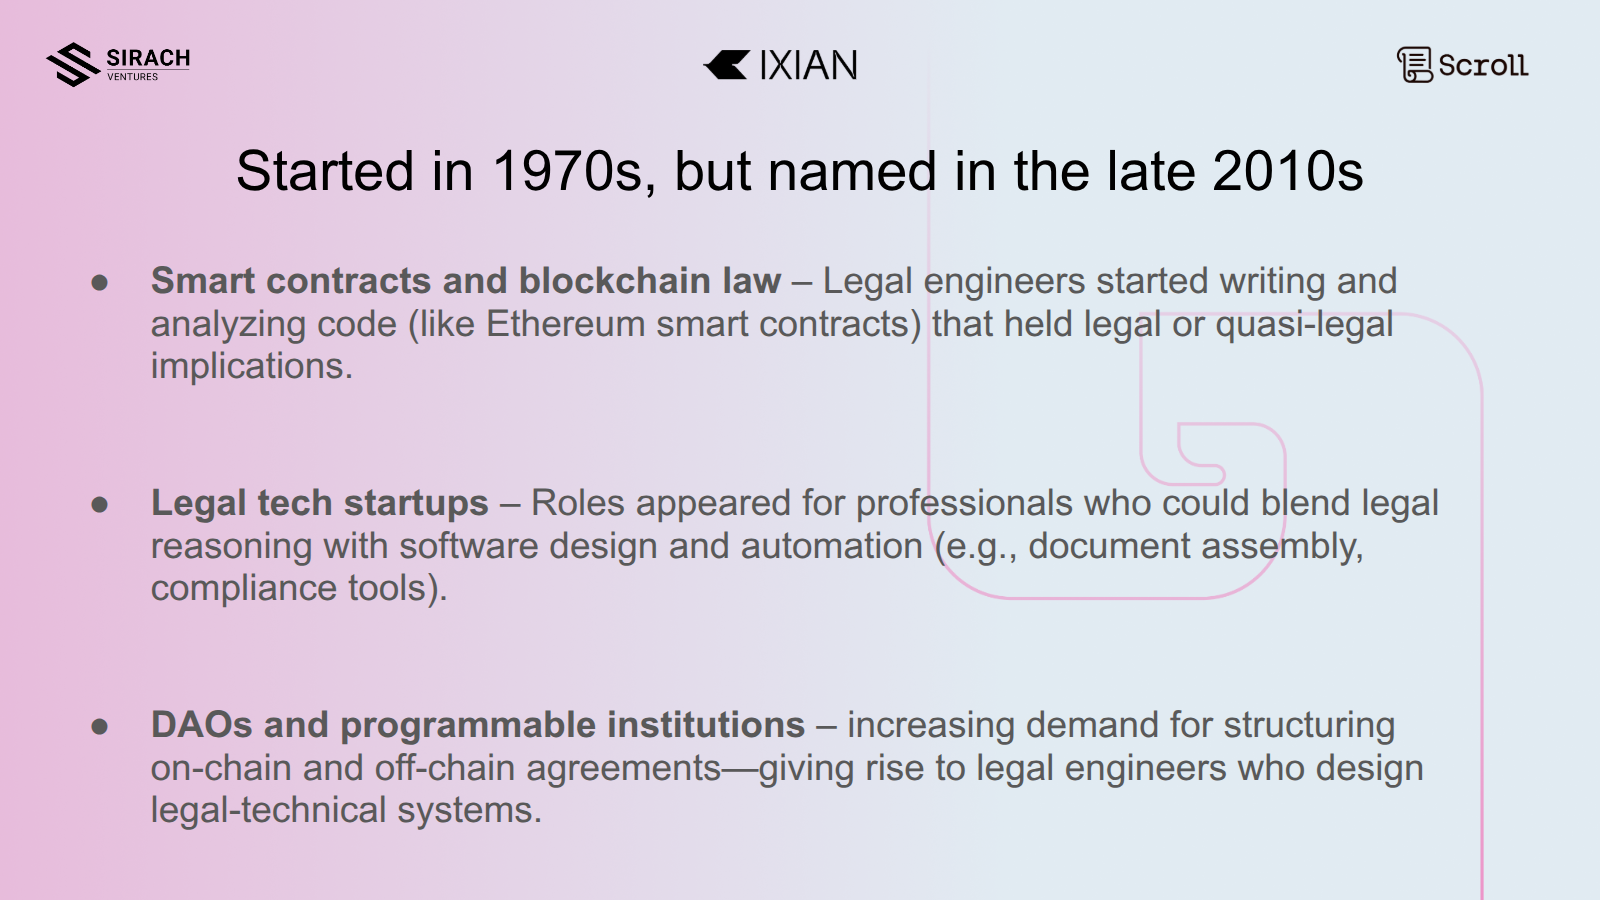 SIRACH
VENTURES
IXIAN
Scroll
Started in 1970s, but named in the late 2010s
● Smart contracts and blockchain law – Legal engineers started writing and
analyzing code (like Ethereum smart contracts) that held legal or quasi-legal
implications.
● Legal tech startups – Roles appeared for professionals who could blend legal
reasoning with software design and automation (e.g., document assembly,
compliance tools).
● DAOs and programmable institutions – increasing demand for structuring
on-chain and off-chain agreements—giving rise to legal engineers who design
legal-technical systems.